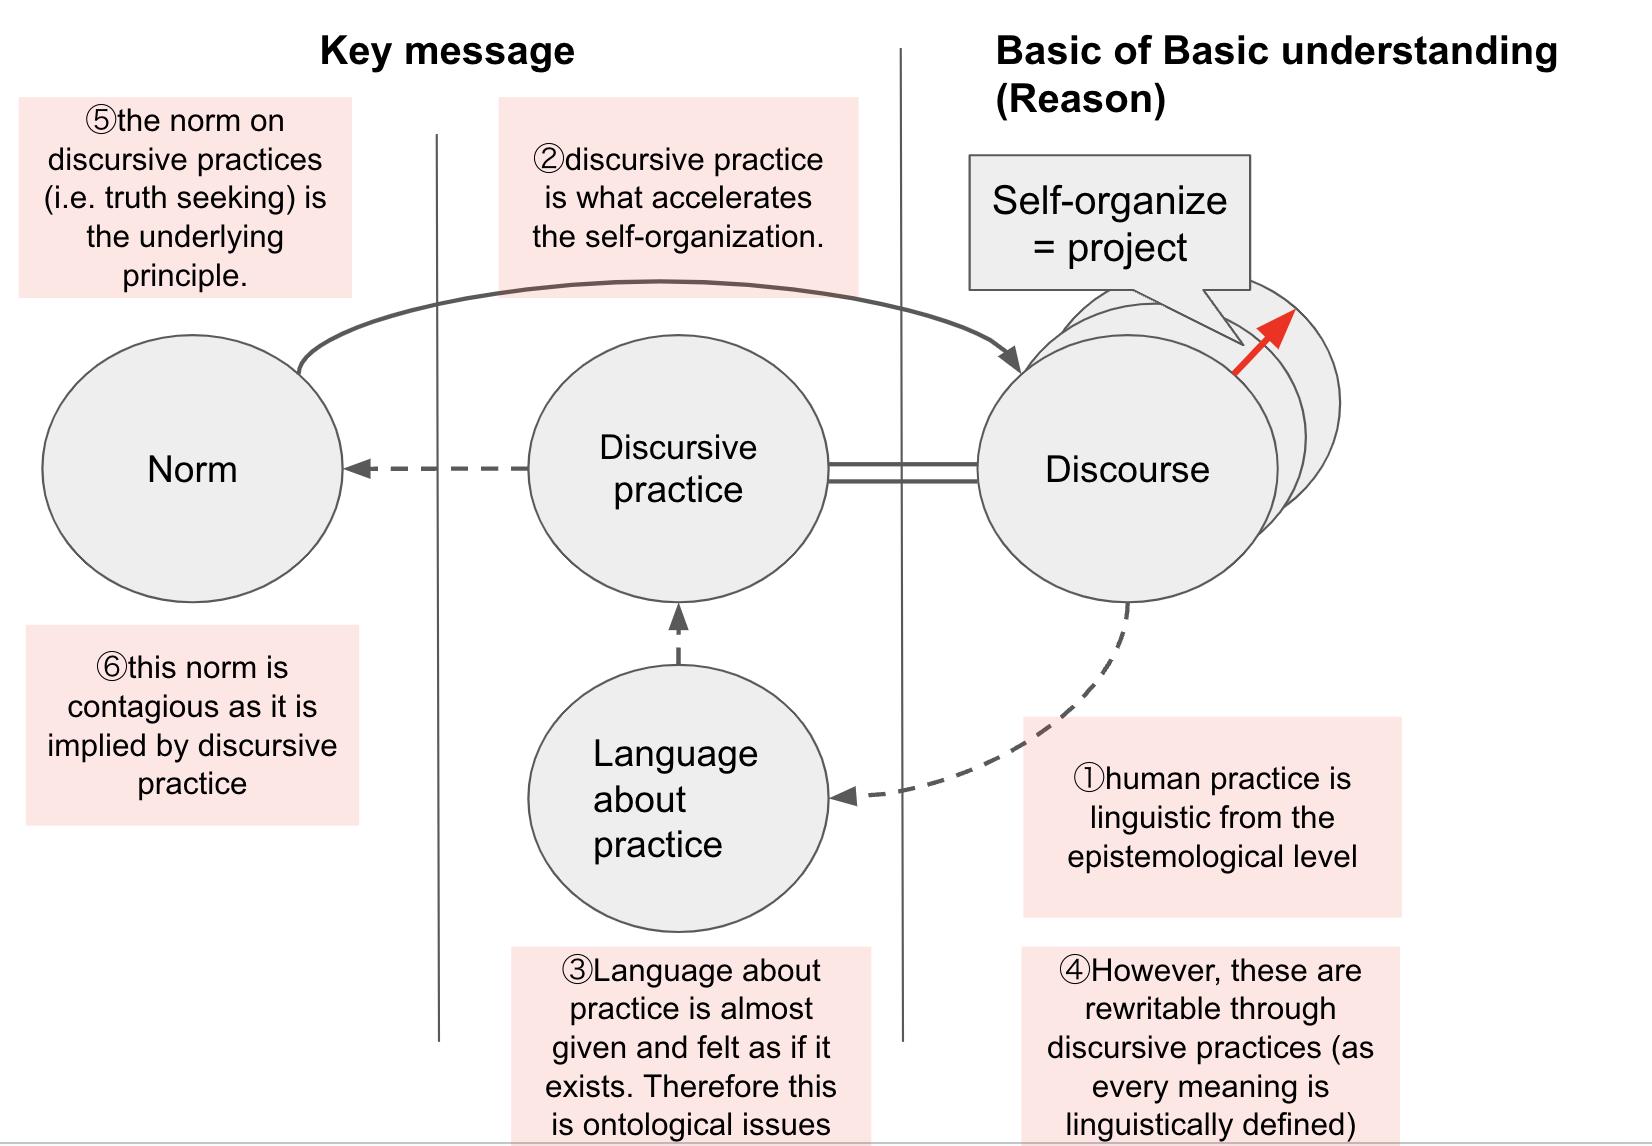 Key message
Basic of Basic understanding
(Reason)
⑤the norm on
discursive practices
(i.e. truth seeking) is
the underlying
principle.
②discursive practice
is what accelerates
the self-organization.
Self-organize
= project
Norm
Discursive
practice
Discourse
⑥this norm is
contagious as it is
implied by discursive
practice
Language
about
practice
①human practice is
linguistic from the
epistemological level
③Language about
practice is almost
given and felt as if it
exists. Therefore this
is ontological issues
④However, these are
rewritable through
discursive practices (as
every meaning is
linguistically defined)